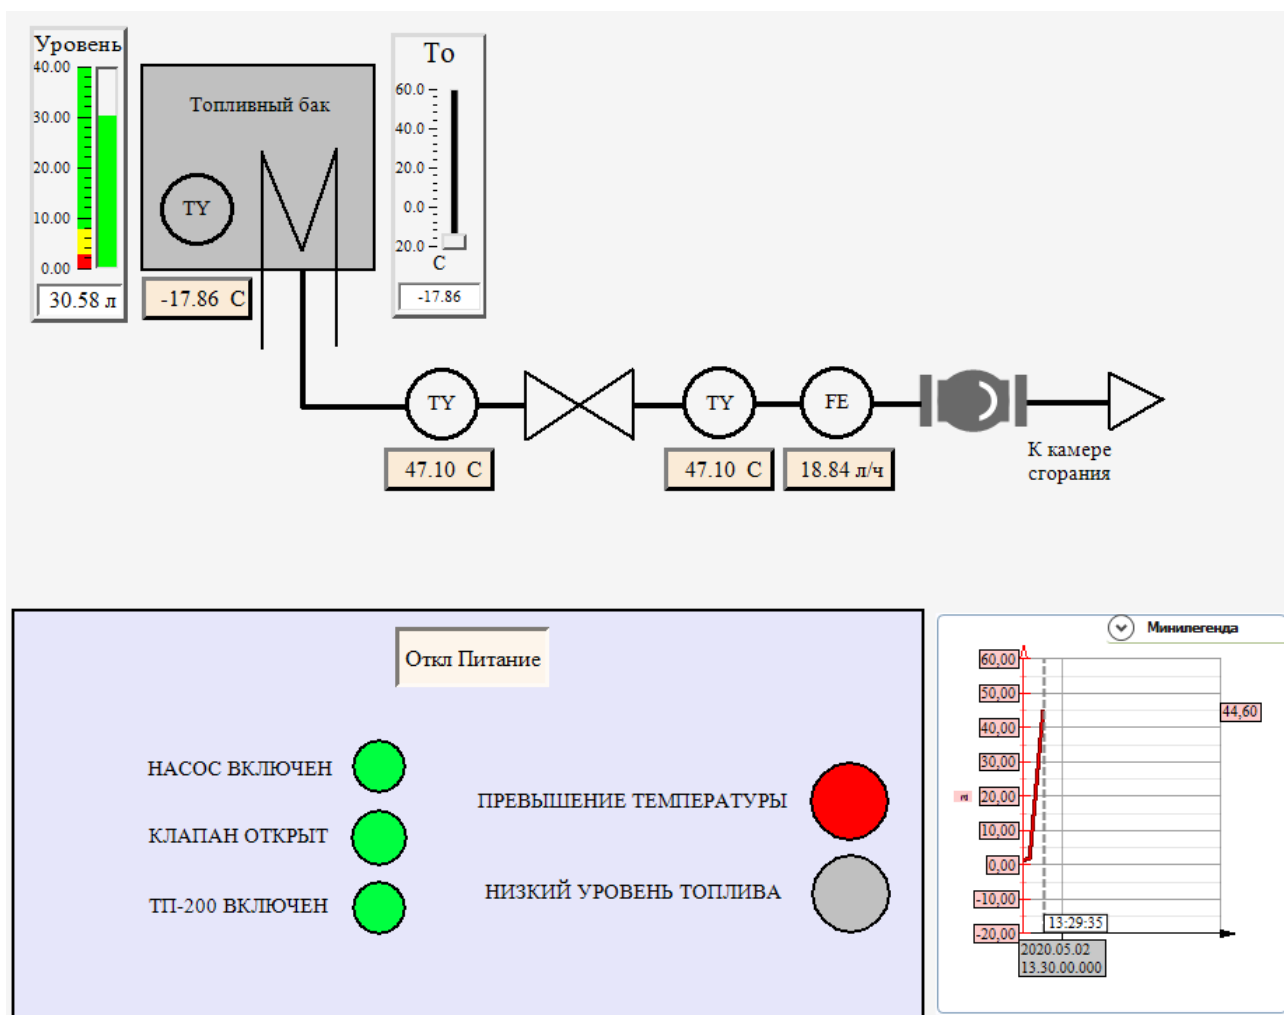 Уровень
40.00
30.00
20.00
10.00
0.00
30.58 л
Топливный бак
TY
-17.86 C
To
60.0
40.0
20.0
0.0
20.0
C
-17.86
TY
TY
FE
47.10 C
47.10 C
18.84 л/ч
К камере
сгорания
Откл Питание
НАСОС ВКЛЮЧЕН
КЛАПАН ОТКРЫТ
ТП-200 ВКЛЮЧЕН
ПРЕВЫШЕНИЕ ТЕМПЕРАТУРЫ
НИЗКИЙ УРОВЕНЬ ТОПЛИВА
Минилегенда
60,00
50,00
40,00
30,00
20,00
10,00
0,00
-10,00
-20,00
44,60
13:29:35
2020.05.02
13.30.00.000